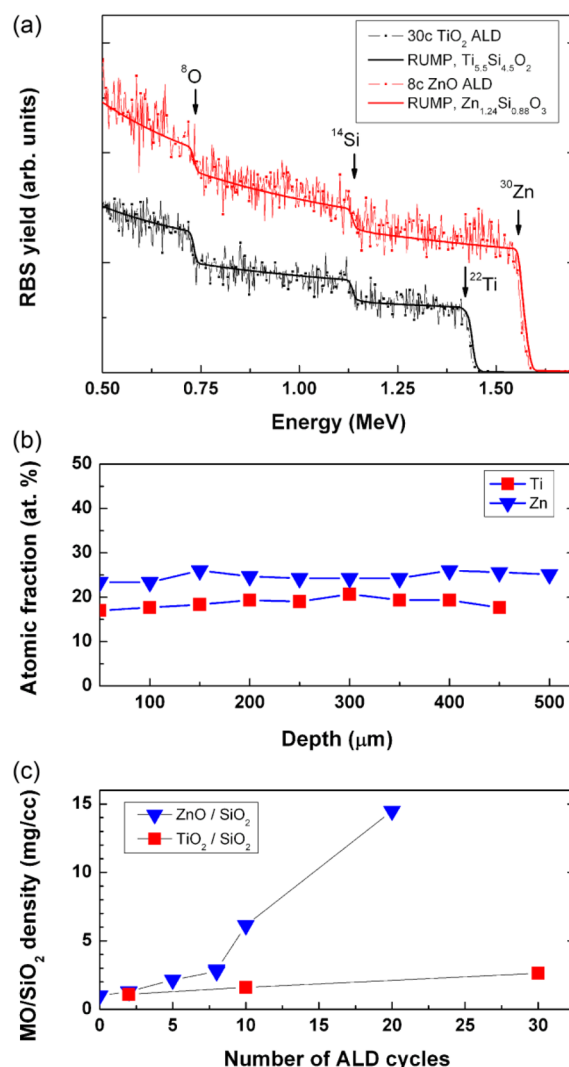 (a)
30c TiO₂ ALD
RUMP, Ti₅.₅Si₄.₅O₂
8c ZnO ALD
RUMP, Zn₁.₂₄Si₀.₈₈O₃
⁸O
¹⁴Si
³⁰Zn
²²Ti
RBS yield (arb. units)
0.50 0.75 1.00 1.25 1.50
Energy (MeV)
(b)
50
40
30
20
10
0
Ti
Zn
Atomic fraction (at. %)
100 200 300 400 500
Depth (μm)
(c)
15
10
5
0
ZnO / SiO₂
TiO₂ / SiO₂
MO/SiO₂ density (mg/cc)
0 5 10 15 20 25 30
Number of ALD cycles